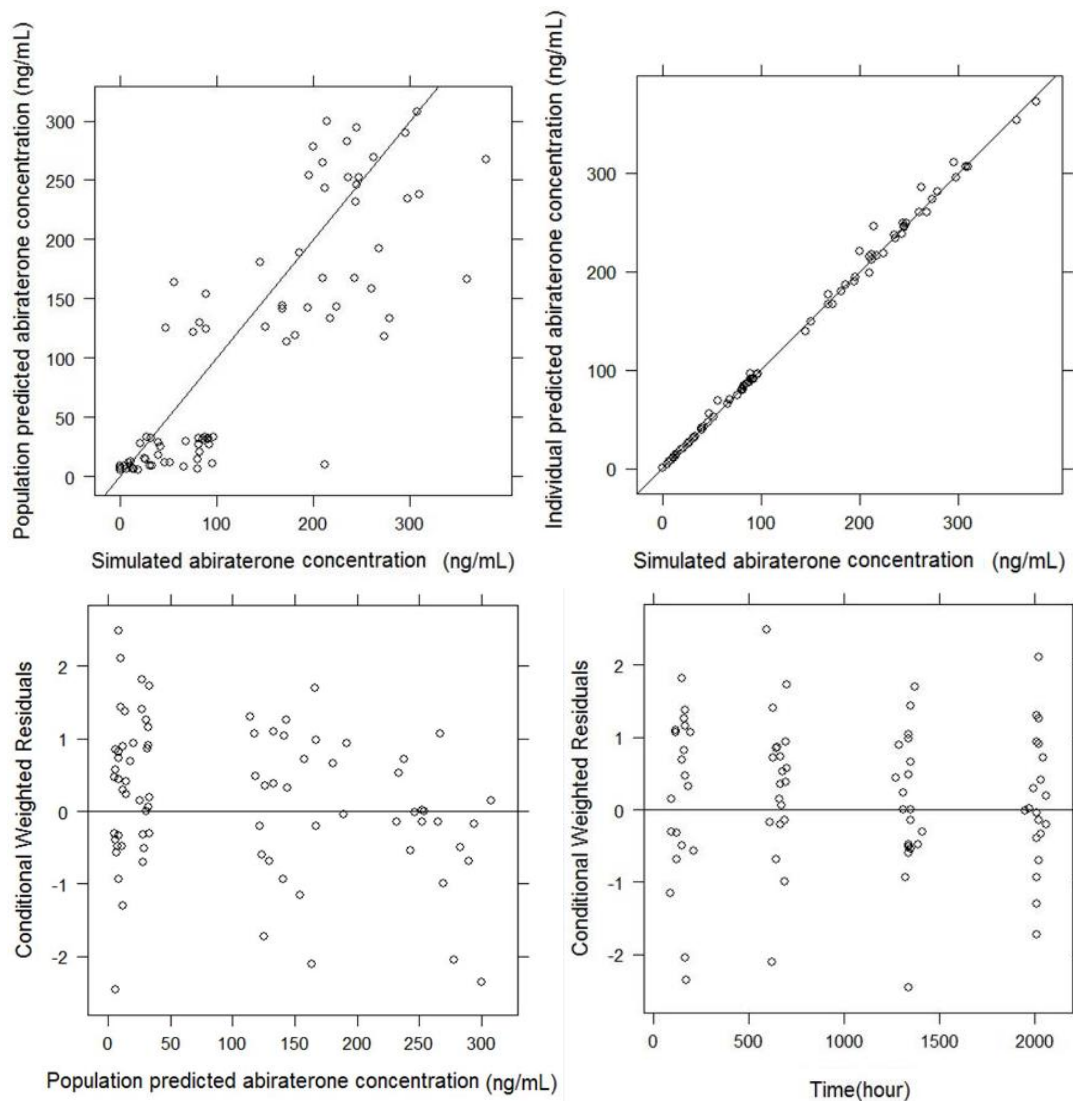 Population predicted abiraterone concentration (ng/mL)
300
250
200
150
100
50
0
0 100 200 300
Simulated abiraterone concentration (ng/mL)
Individual predicted abiraterone concentration (ng/mL)
300
200
100
0
0 100 200 300
Simulated abiraterone concentration (ng/mL)
Conditional Weighted Residuals
2
1
0
-1
-2
0 50 100 150 200 250 300
Population predicted abiraterone concentration (ng/mL)
Conditional Weighted Residuals
2
1
0
-1
-2
0 500 1000 1500 2000
Time(hour)